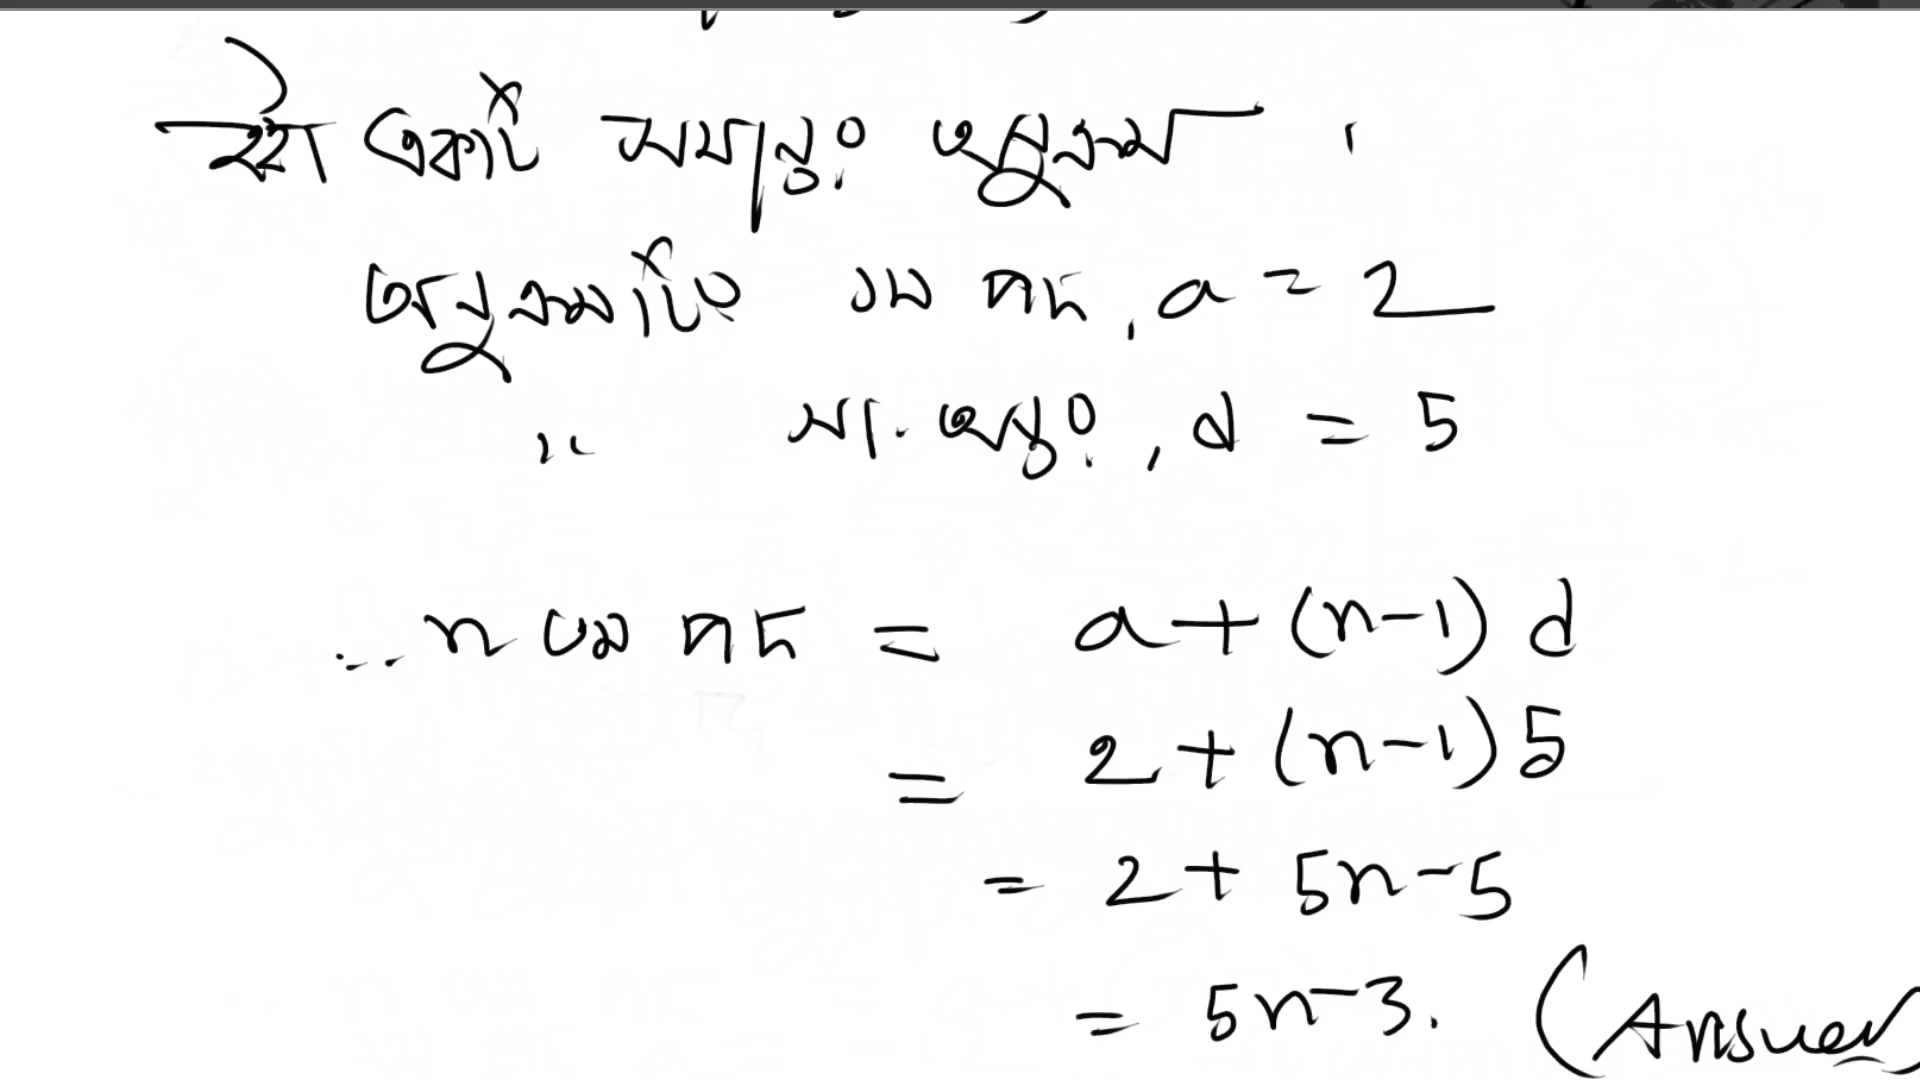 ইহা একটি সমান্তর অনুক্রম ।
অনুক্রমটির ১ম পদ, a = 2
" সা. অন্তর, d = 5
∴ n তম পদ = a + (n-1) d
= 2 + (n-1) 5
= 2 + 5n - 5
= 5n - 3. (Answer)